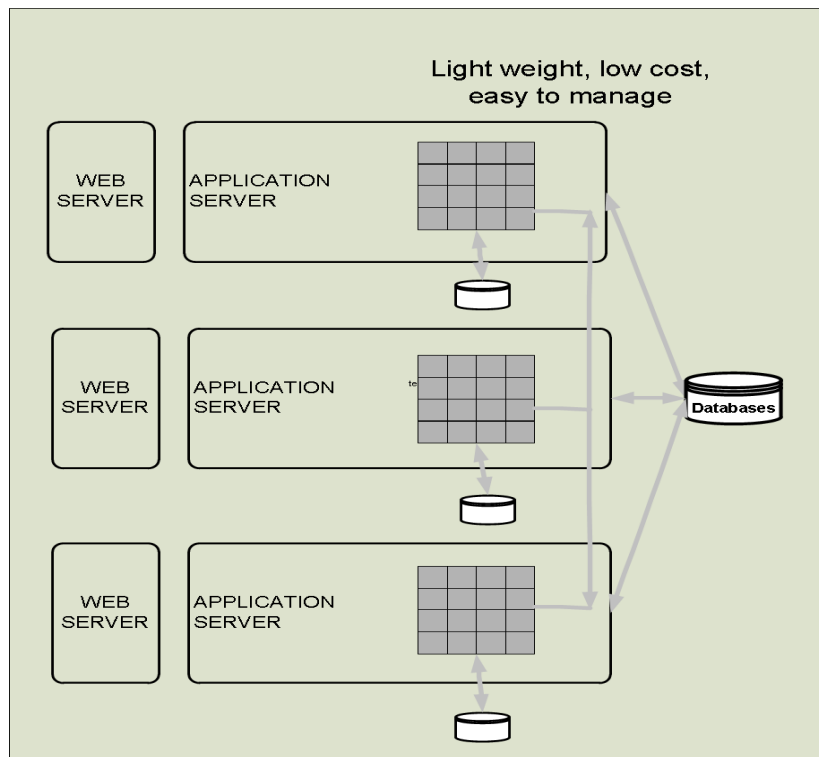 Light weight, low cost,
easy to manage
WEB
SERVER
APPLICATION
SERVER
WEB
SERVER
APPLICATION
SERVER
te
Databases
WEB
SERVER
APPLICATION
SERVER